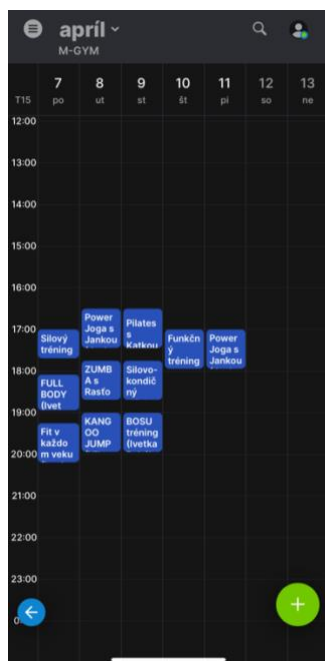 apríl
M-GYM
7 8 9 10 11 12 13
T15 po ut st št pi so ne
12:00
13:00
14:00
15:00
16:00
17:00
18:00
19:00
20:00
21:00
22:00
23:00
Silový
tréning
FULL
BODY
(Ivet
Fit v
každo
m veku
Power
Joga s
Jankou
ZUMB
A s
Rasťo
KANG
OO
JUMP
Pilates
s
Katkou
Silovo-
kondič
ný
BOSU
tréning
(Ivetka
Funkčn
ý
tréning
Power
Joga s
Jankou